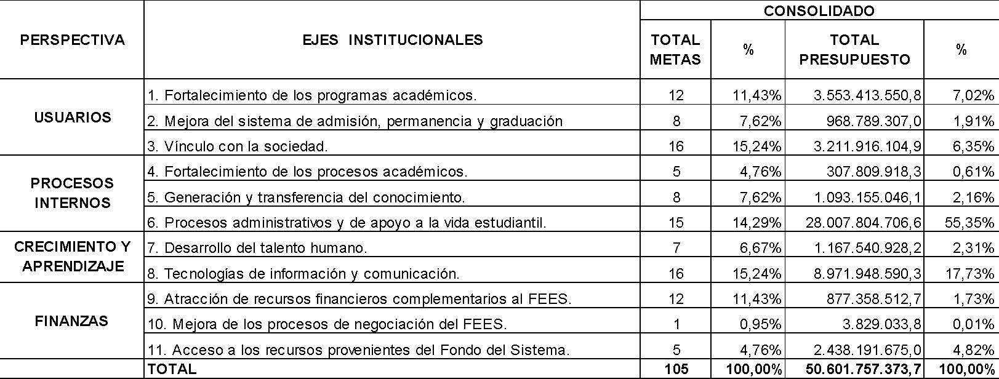 CONSOLIDADO
PERSPECTIVA EJES INSTITUCIONALES TOTAL METAS % TOTAL PRESUPUESTO %
USUARIOS
1. Fortalecimiento de los programas académicos. 12 11,43% 3.553.413.550,8 7,02%
2. Mejora del sistema de admisión, permanencia y graduación 8 7,62% 968.789.307,0 1,91%
3. Vínculo con la sociedad. 16 15,24% 3.211.916.104,9 6,35%
PROCESOS INTERNOS
4. Fortalecimiento de los procesos académicos. 5 4,76% 307.809.918,3 0,61%
5. Generación y transferencia del conocimiento. 8 7,62% 1.093.155.046,1 2,16%
6. Procesos administrativos y de apoyo a la vida estudiantil. 15 14,29% 28.007.804.706,6 55,35%
CRECIMIENTO Y APRENDIZAJE
7. Desarrollo del talento humano. 7 6,67% 1.167.540.928,2 2,31%
8. Tecnologías de información y comunicación. 16 15,24% 8.971.948.590,3 17,73%
FINANZAS
9. Atracción de recursos financieros complementarios al FEES. 12 11,43% 877.358.512,7 1,73%
10. Mejora de los procesos de negociación del FEES. 1 0,95% 3.829.033,8 0,01%
11. Acceso a los recursos provenientes del Fondo del Sistema. 5 4,76% 2.438.191.675,0 4,82%
TOTAL 105 100,00% 50.601.757.373,7 100,00%